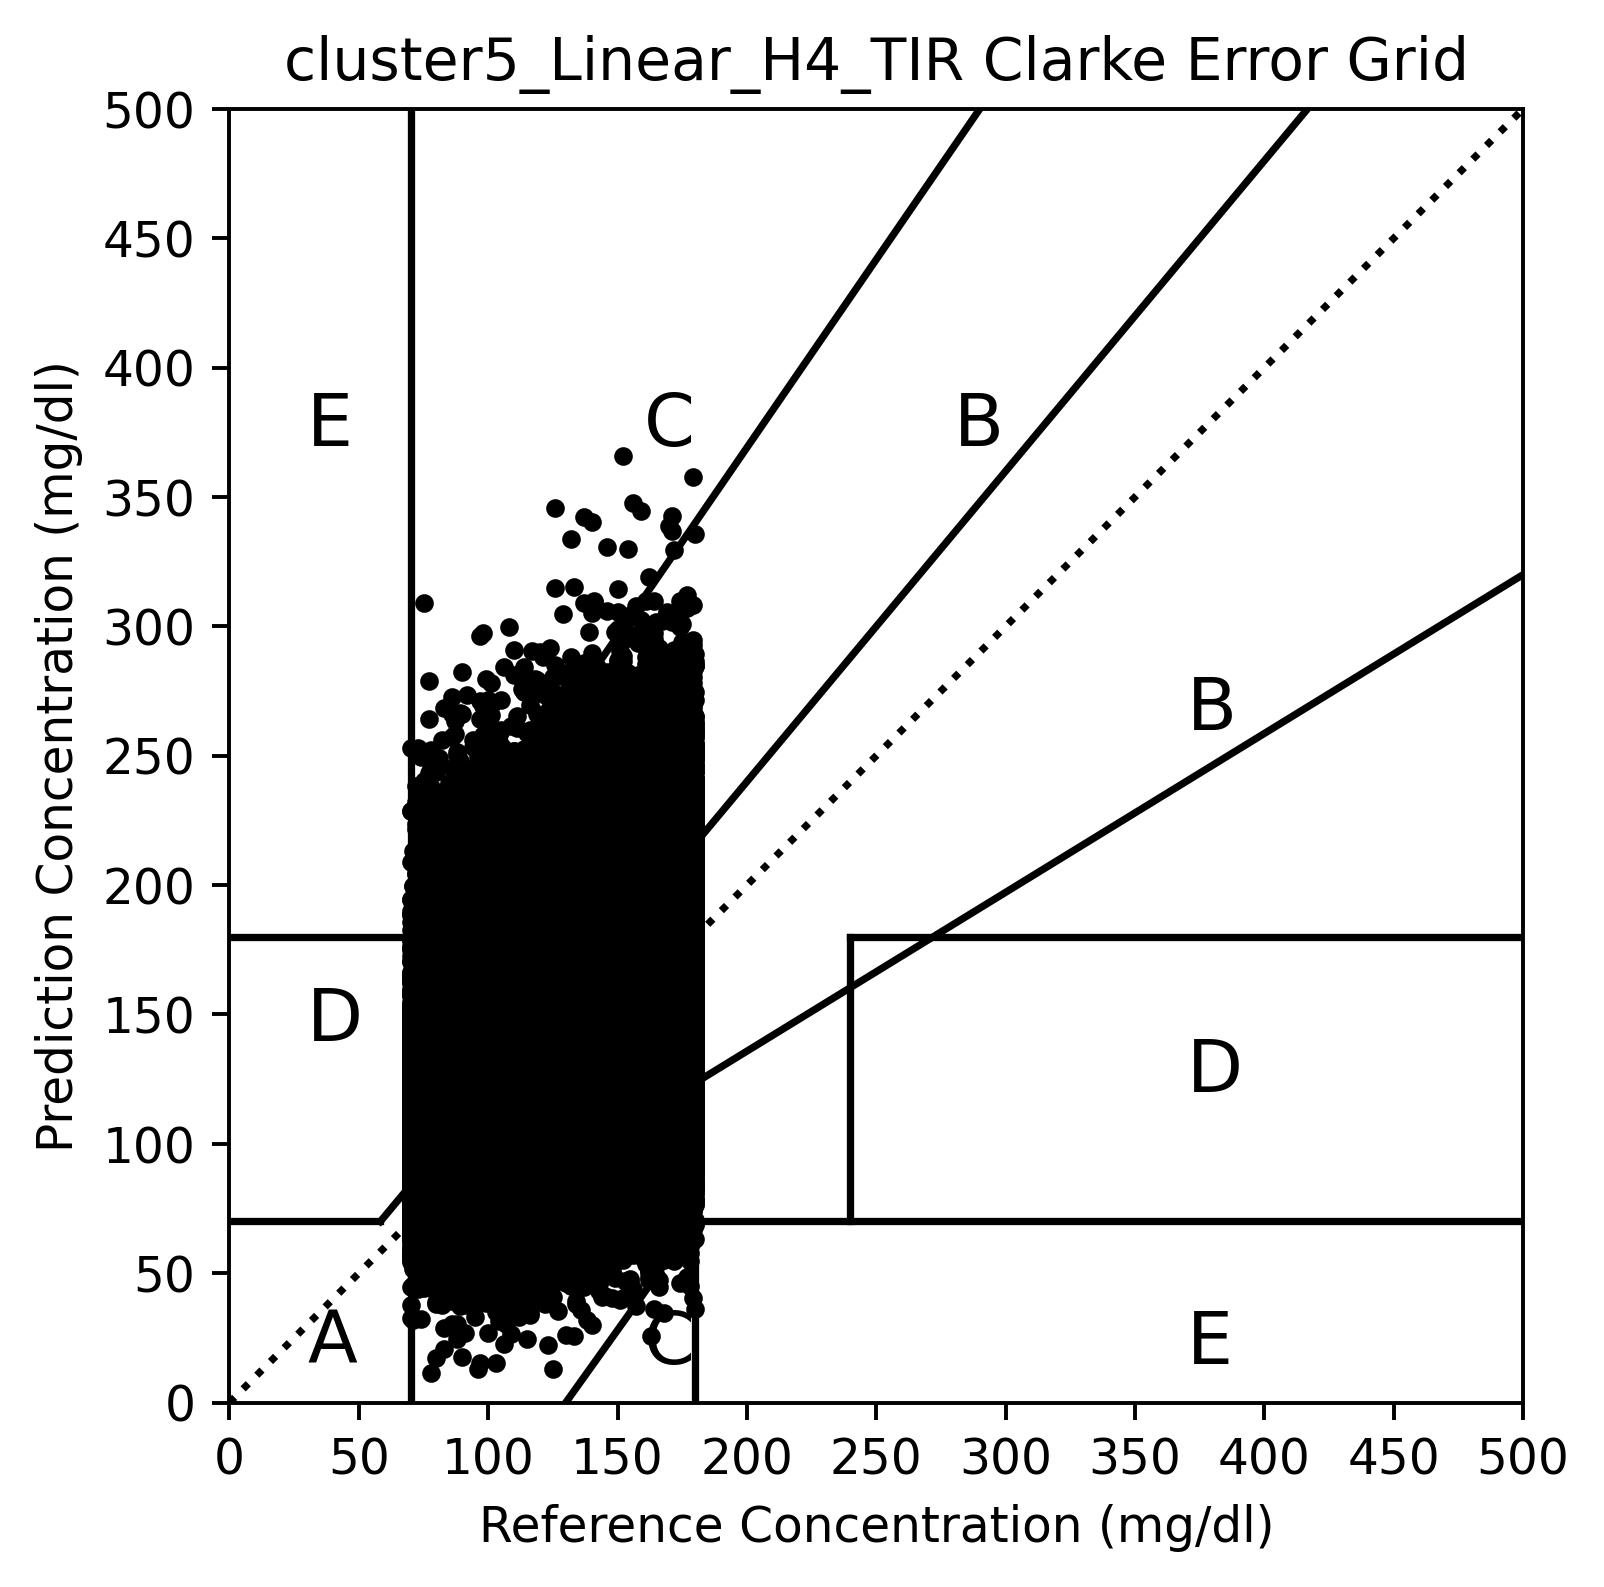 cluster5_Linear_H4_TIR Clarke Error Grid
500
450
400
350
300
250
200
150
100
50
0
Prediction Concentration (mg/dl)
E
C
B
B
D
D
A
C
E
0 50 100 150 200 250 300 350 400 450 500
Reference Concentration (mg/dl)